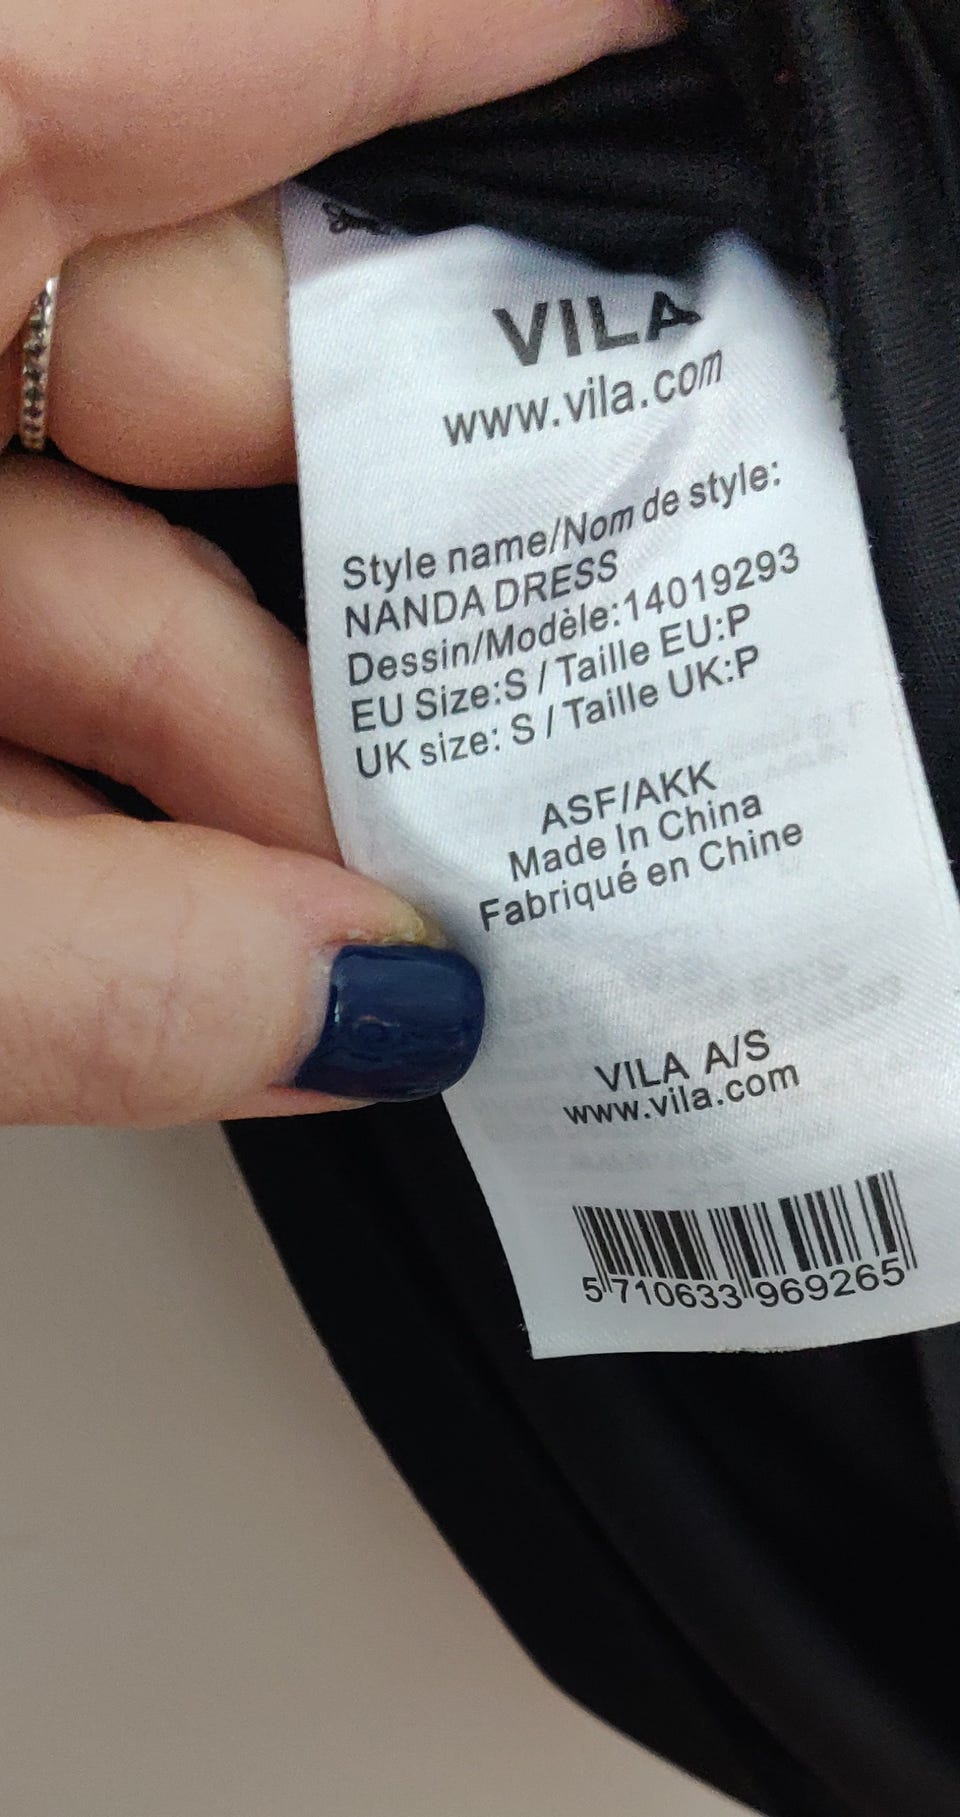 VILA
www.vila.com
Style name/Nom de style:
NANDA DRESS
Dessin/Modèle:14019293
EU Size:S / Taille EU:P
UK size: S / Taille UK:P
ASF/AKK
Made In China
Fabriqué en Chine
VILA A/S
www.vila.com
5 710633 969265